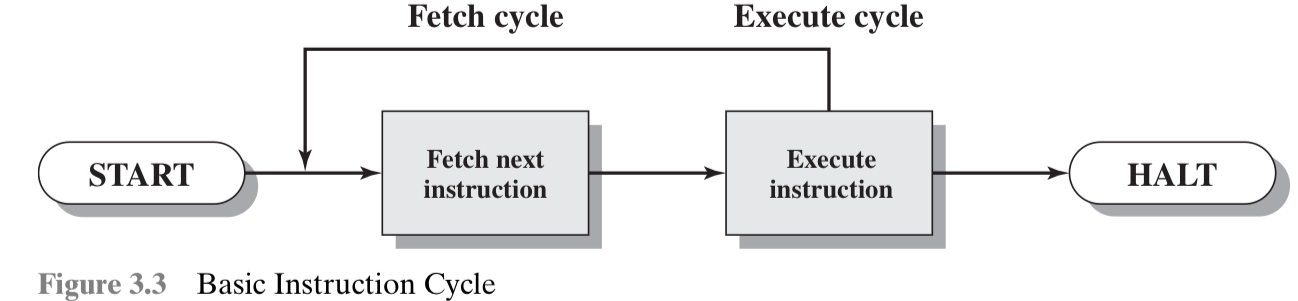 Fetch cycle
Execute cycle
START
Fetch next
instruction
Execute
instruction
HALT
Figure 3.3 Basic Instruction Cycle